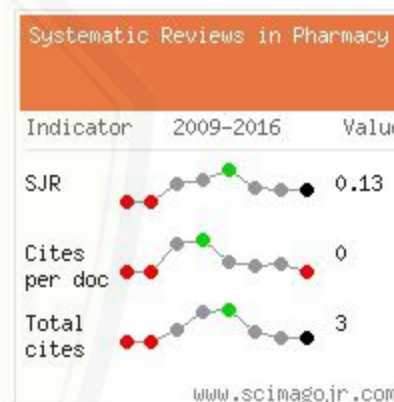 Systematic Reviews in Pharmacy
Indicator 2009-2016 Value
SJR 0.13
Cites
per doc 0
Total
cites 3
www.scimagojr.com